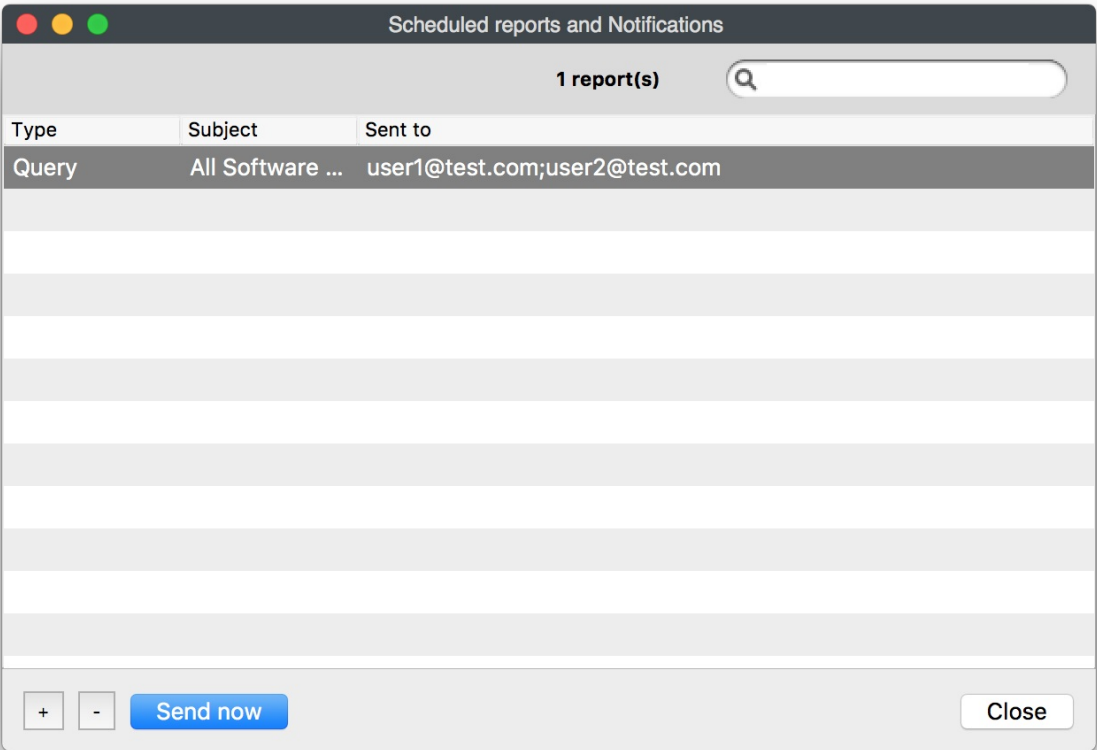 Scheduled reports and Notifications
1 report(s)
Type Subject Sent to
Query All Software ... user1@test.com;user2@test.com
+ - Send now Close